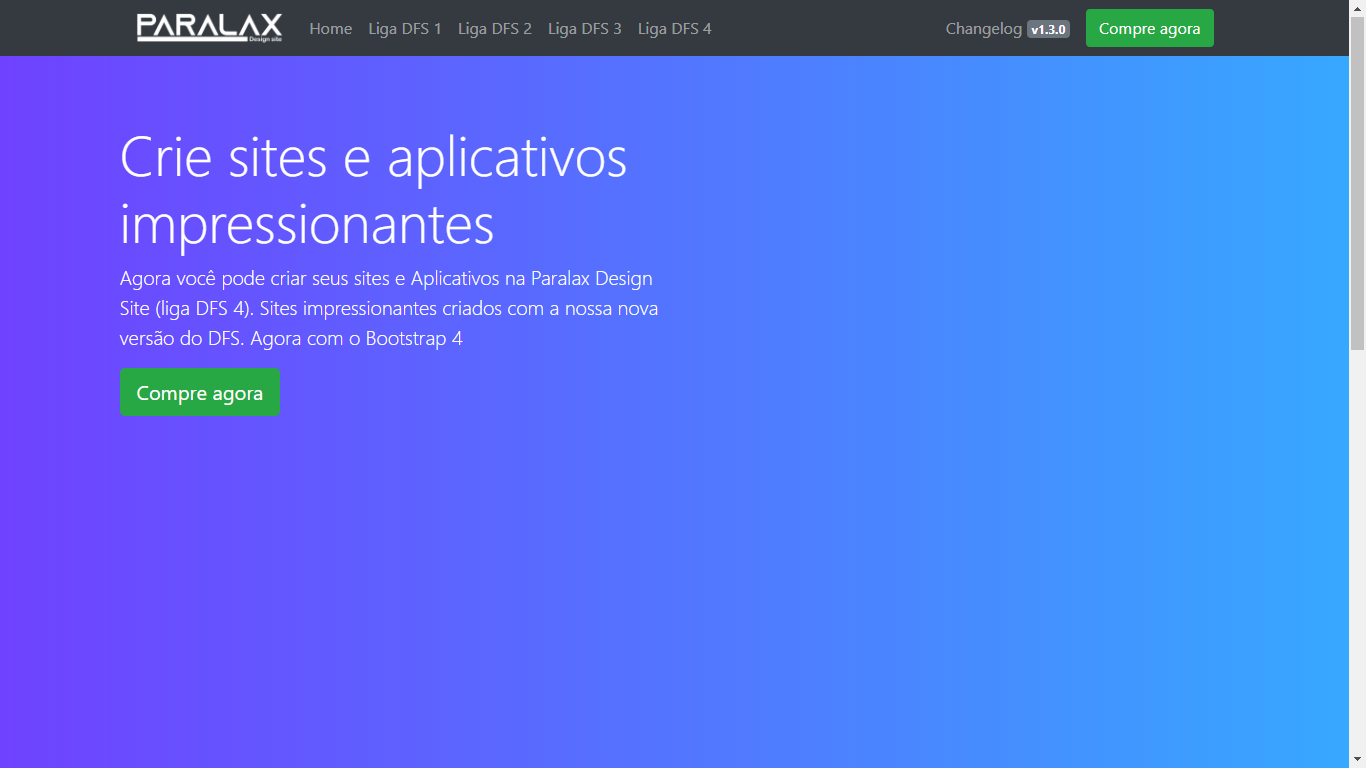 PARALAX
Design site
Home Liga DFS 1 Liga DFS 2 Liga DFS 3 Liga DFS 4 Changelog v1.3.0 Compre agora
Crie sites e aplicativos
impressionantes
Agora você pode criar seus sites e Aplicativos na Paralax Design
Site (liga DFS 4). Sites impressionantes criados com a nossa nova
versão do DFS. Agora com o Bootstrap 4
Compre agora